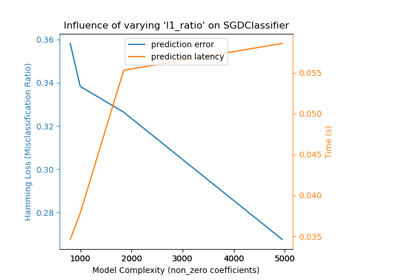 Influence of varying 'l1_ratio' on SGDClassifier
prediction error
prediction latency
Hamming Loss (Misclassification Ratio)
0.36
0.34
0.32
0.30
0.28
0.055
0.050
0.045
0.040
0.035
Time (s)
1000 2000 3000 4000 5000
Model Complexity (non_zero coefficients)